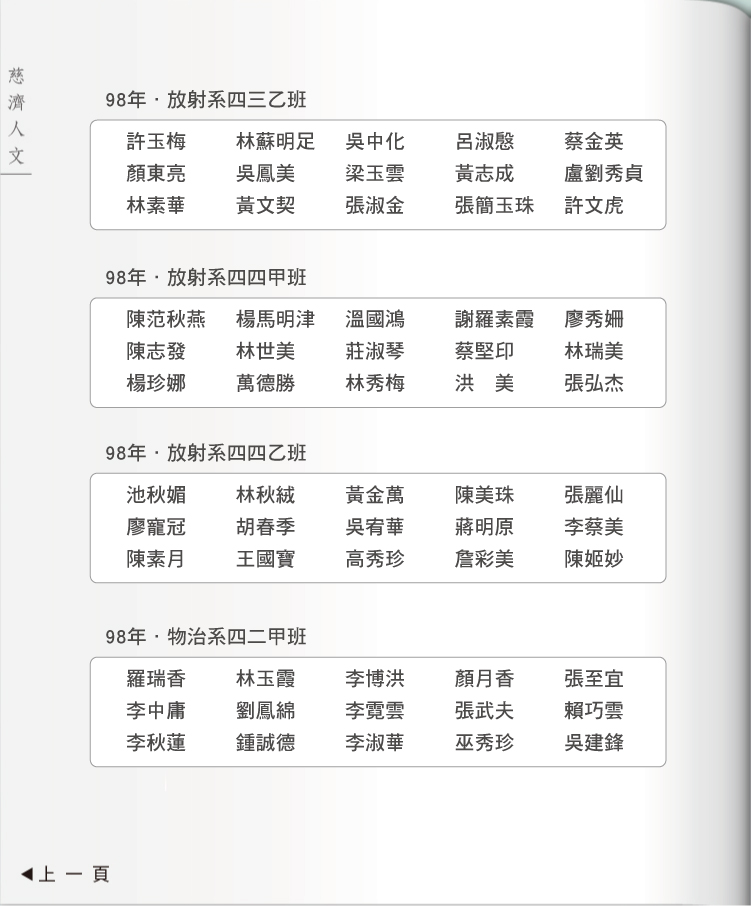 慈濟人文
98年．放射系四三乙班
許玉梅 林蘇明足 吳中化 呂淑慇 蔡金英
顏東亮 吳鳳美 梁玉雲 黃志成 盧劉秀貞
林素華 黃文契 張淑金 張簡玉珠 許文虎
98年．放射系四四甲班
陳范秋燕 楊馬明津 溫國鴻 謝羅素霞 廖秀姍
陳志發 林世美 莊淑琴 蔡堅印 林瑞美
楊珍娜 萬德勝 林秀梅 洪　美 張弘杰
98年．放射系四四乙班
池秋媚 林秋絨 黃金萬 陳美珠 張麗仙
廖寵冠 胡春季 吳宥華 蔣明原 李蔡美
陳素月 王國寶 高秀珍 詹彩美 陳姬妙
98年．物治系四二甲班
羅瑞香 林玉霞 李博洪 顏月香 張至宜
李中庸 劉鳳綿 李霓雲 張武夫 賴巧雲
李秋蓮 鍾誠德 李淑華 巫秀珍 吳建鋒
◀上一頁